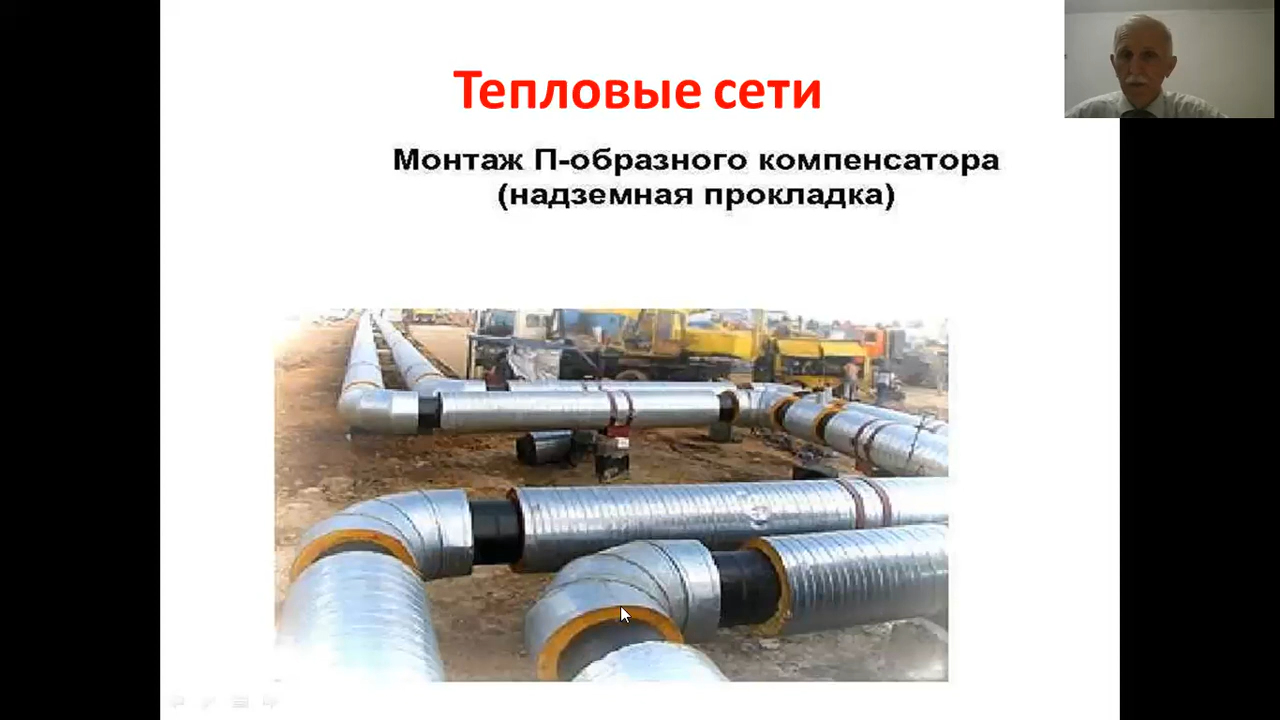 Тепловые сети
Монтаж П-образного компенсатора
(надземная прокладка)